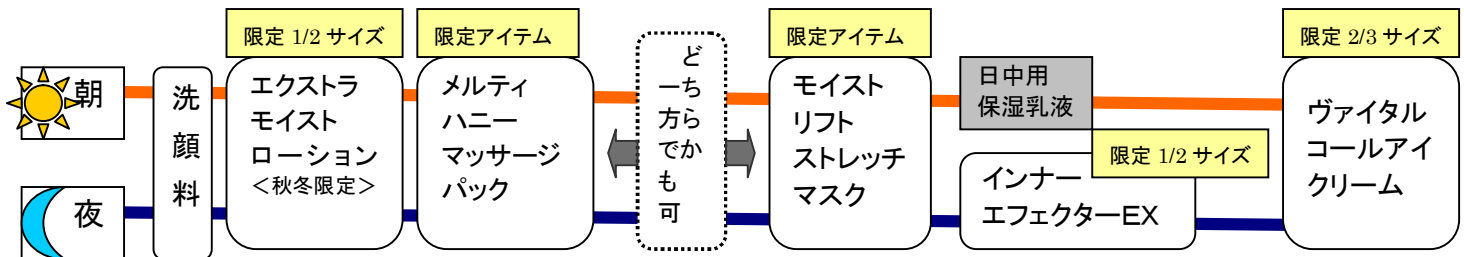 朝
夜
洗顔料
限定 1/2 サイズ
エクストラ
モイスト
ローション
＜秋冬限定＞
限定アイテム
メルティ
ハニー
マッサージ
パック
どちらか
一方でも可
限定アイテム
モイスト
リフト
ストレッチ
マスク
日中用
保湿乳液
限定 1/2 サイズ
インナー
エフェクターEX
限定 2/3 サイズ
ヴァイタル
コールアイ
クリーム